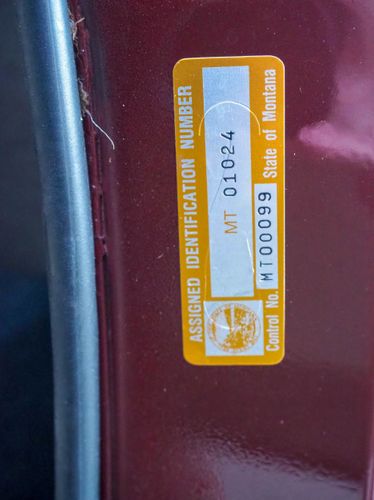 ASSIGNED IDENTIFICATION NUMBER
MT 01024
Control No. MT00099 State of Montana